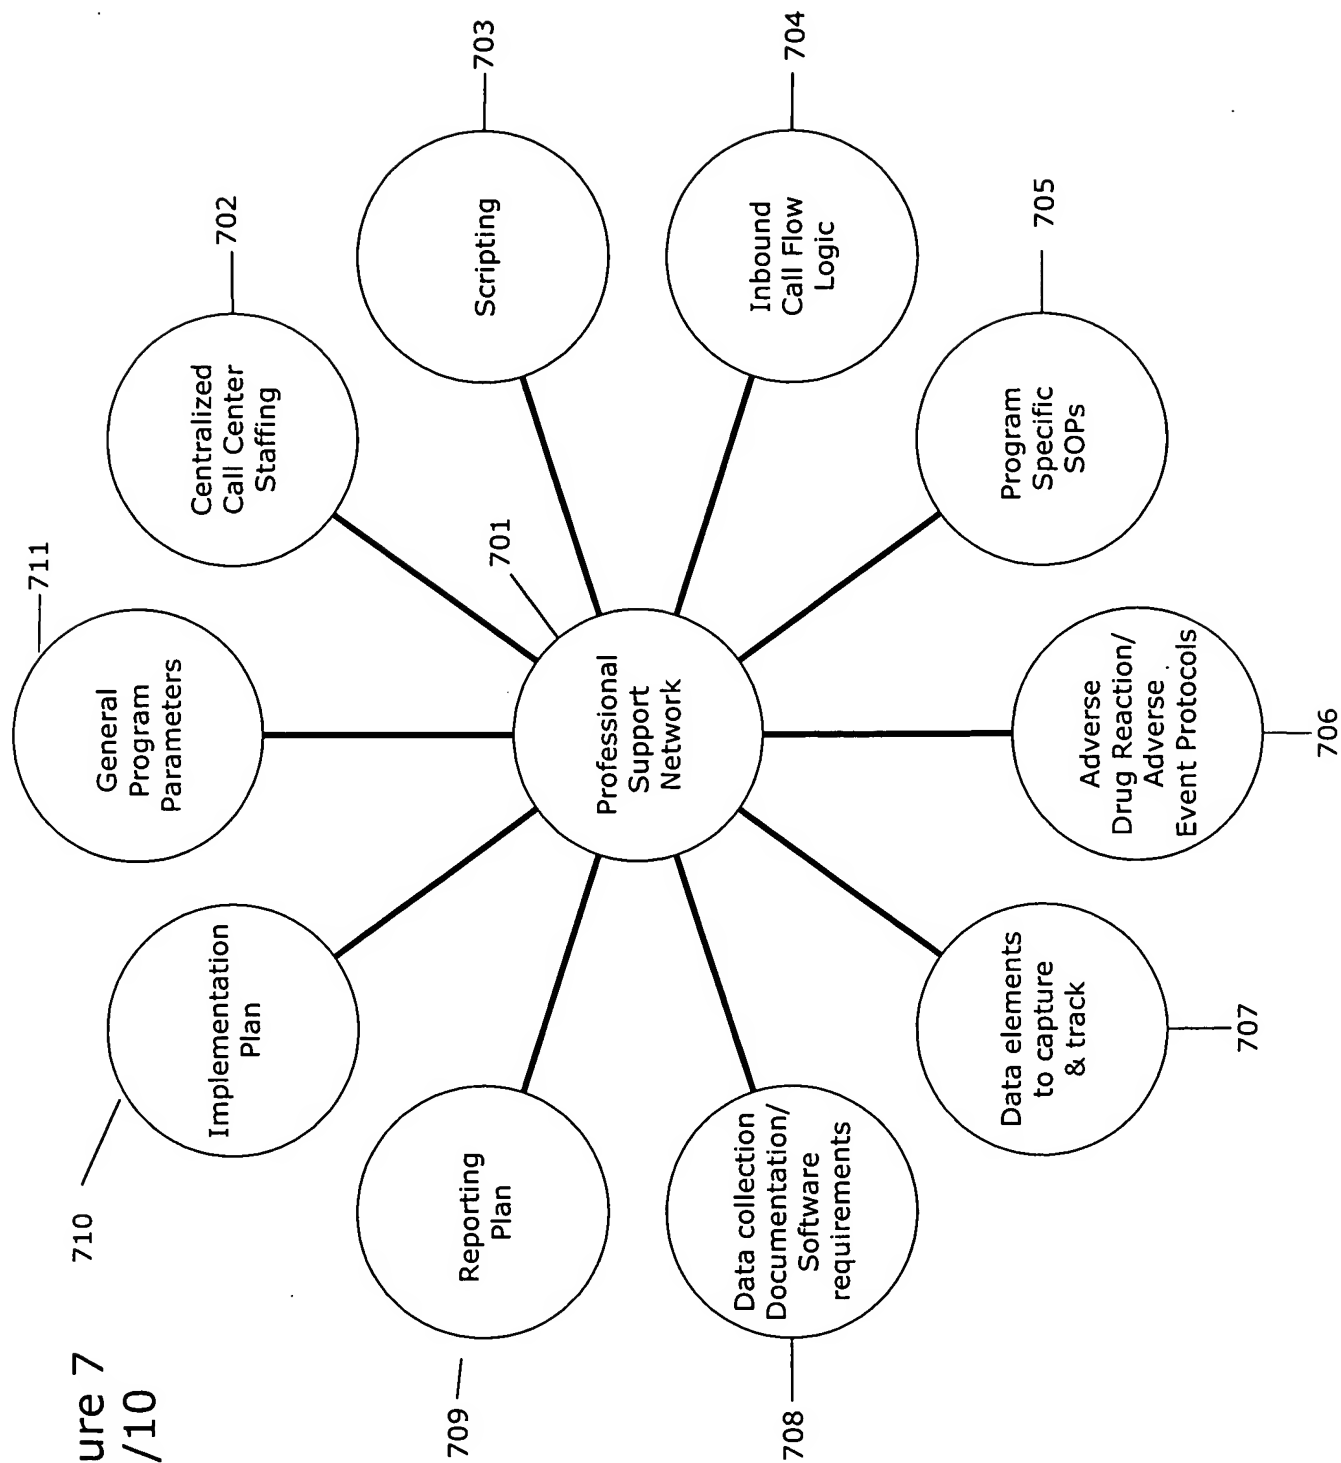 ure 7
/10
711
General
Program
Parameters
702
Centralized
Call Center
Staffing
703
Scripting
704
Inbound
Call Flow
Logic
705
Program
Specific
SOPs
706
Adverse
Drug Reaction/
Adverse
Event Protocols
707
Data elements
to capture
& track
708
Data collection
Documentation/
Software
requirements
709
Reporting
Plan
710
Implementation
Plan
701
Professional
Support
Network